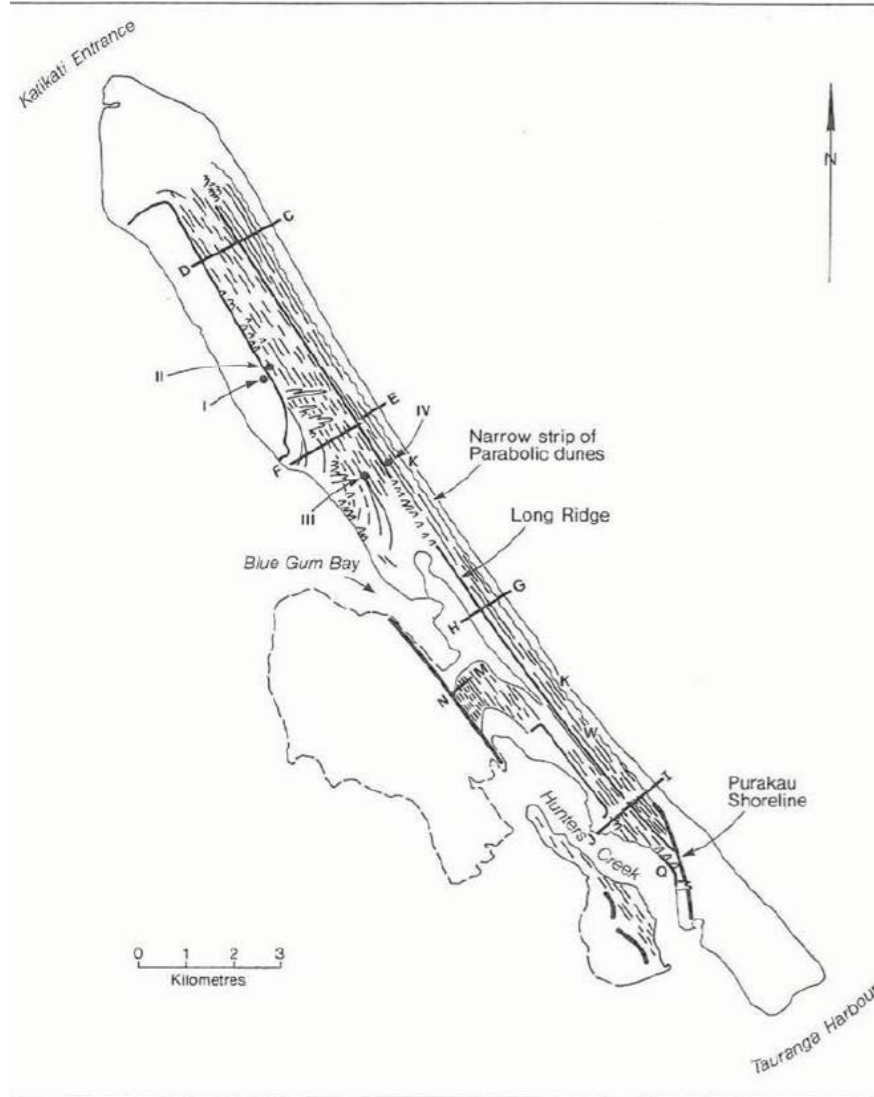 Katikati Entrance
N
C
D
II
I
E
IV
K
F
Narrow strip of
Parabolic dunes
III
Long Ridge
Blue Gum Bay
G
H
M
N
K
W
I
Purakau
Shoreline
Hunters
Creek
Q
0 1 2 3
Kilometres
Tauranga Harbour